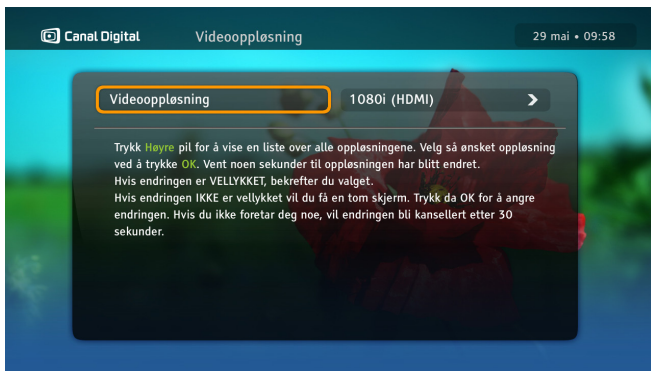 Canal Digital Videooppløsning 29 mai • 09:58
Videooppløsning 1080i (HDMI)
Trykk Høyre pil for å vise en liste over alle oppløsningene. Velg så ønsket oppløsning
ved å trykke OK. Vent noen sekunder til oppløsningen har blitt endret.
Hvis endringen er VELLYKKET, bekrefter du valget.
Hvis endringen IKKE er vellykket vil du få en tom skjerm. Trykk da OK for å angre
endringen. Hvis du ikke foretar deg noe, vil endringen bli kansellert etter 30
sekunder.